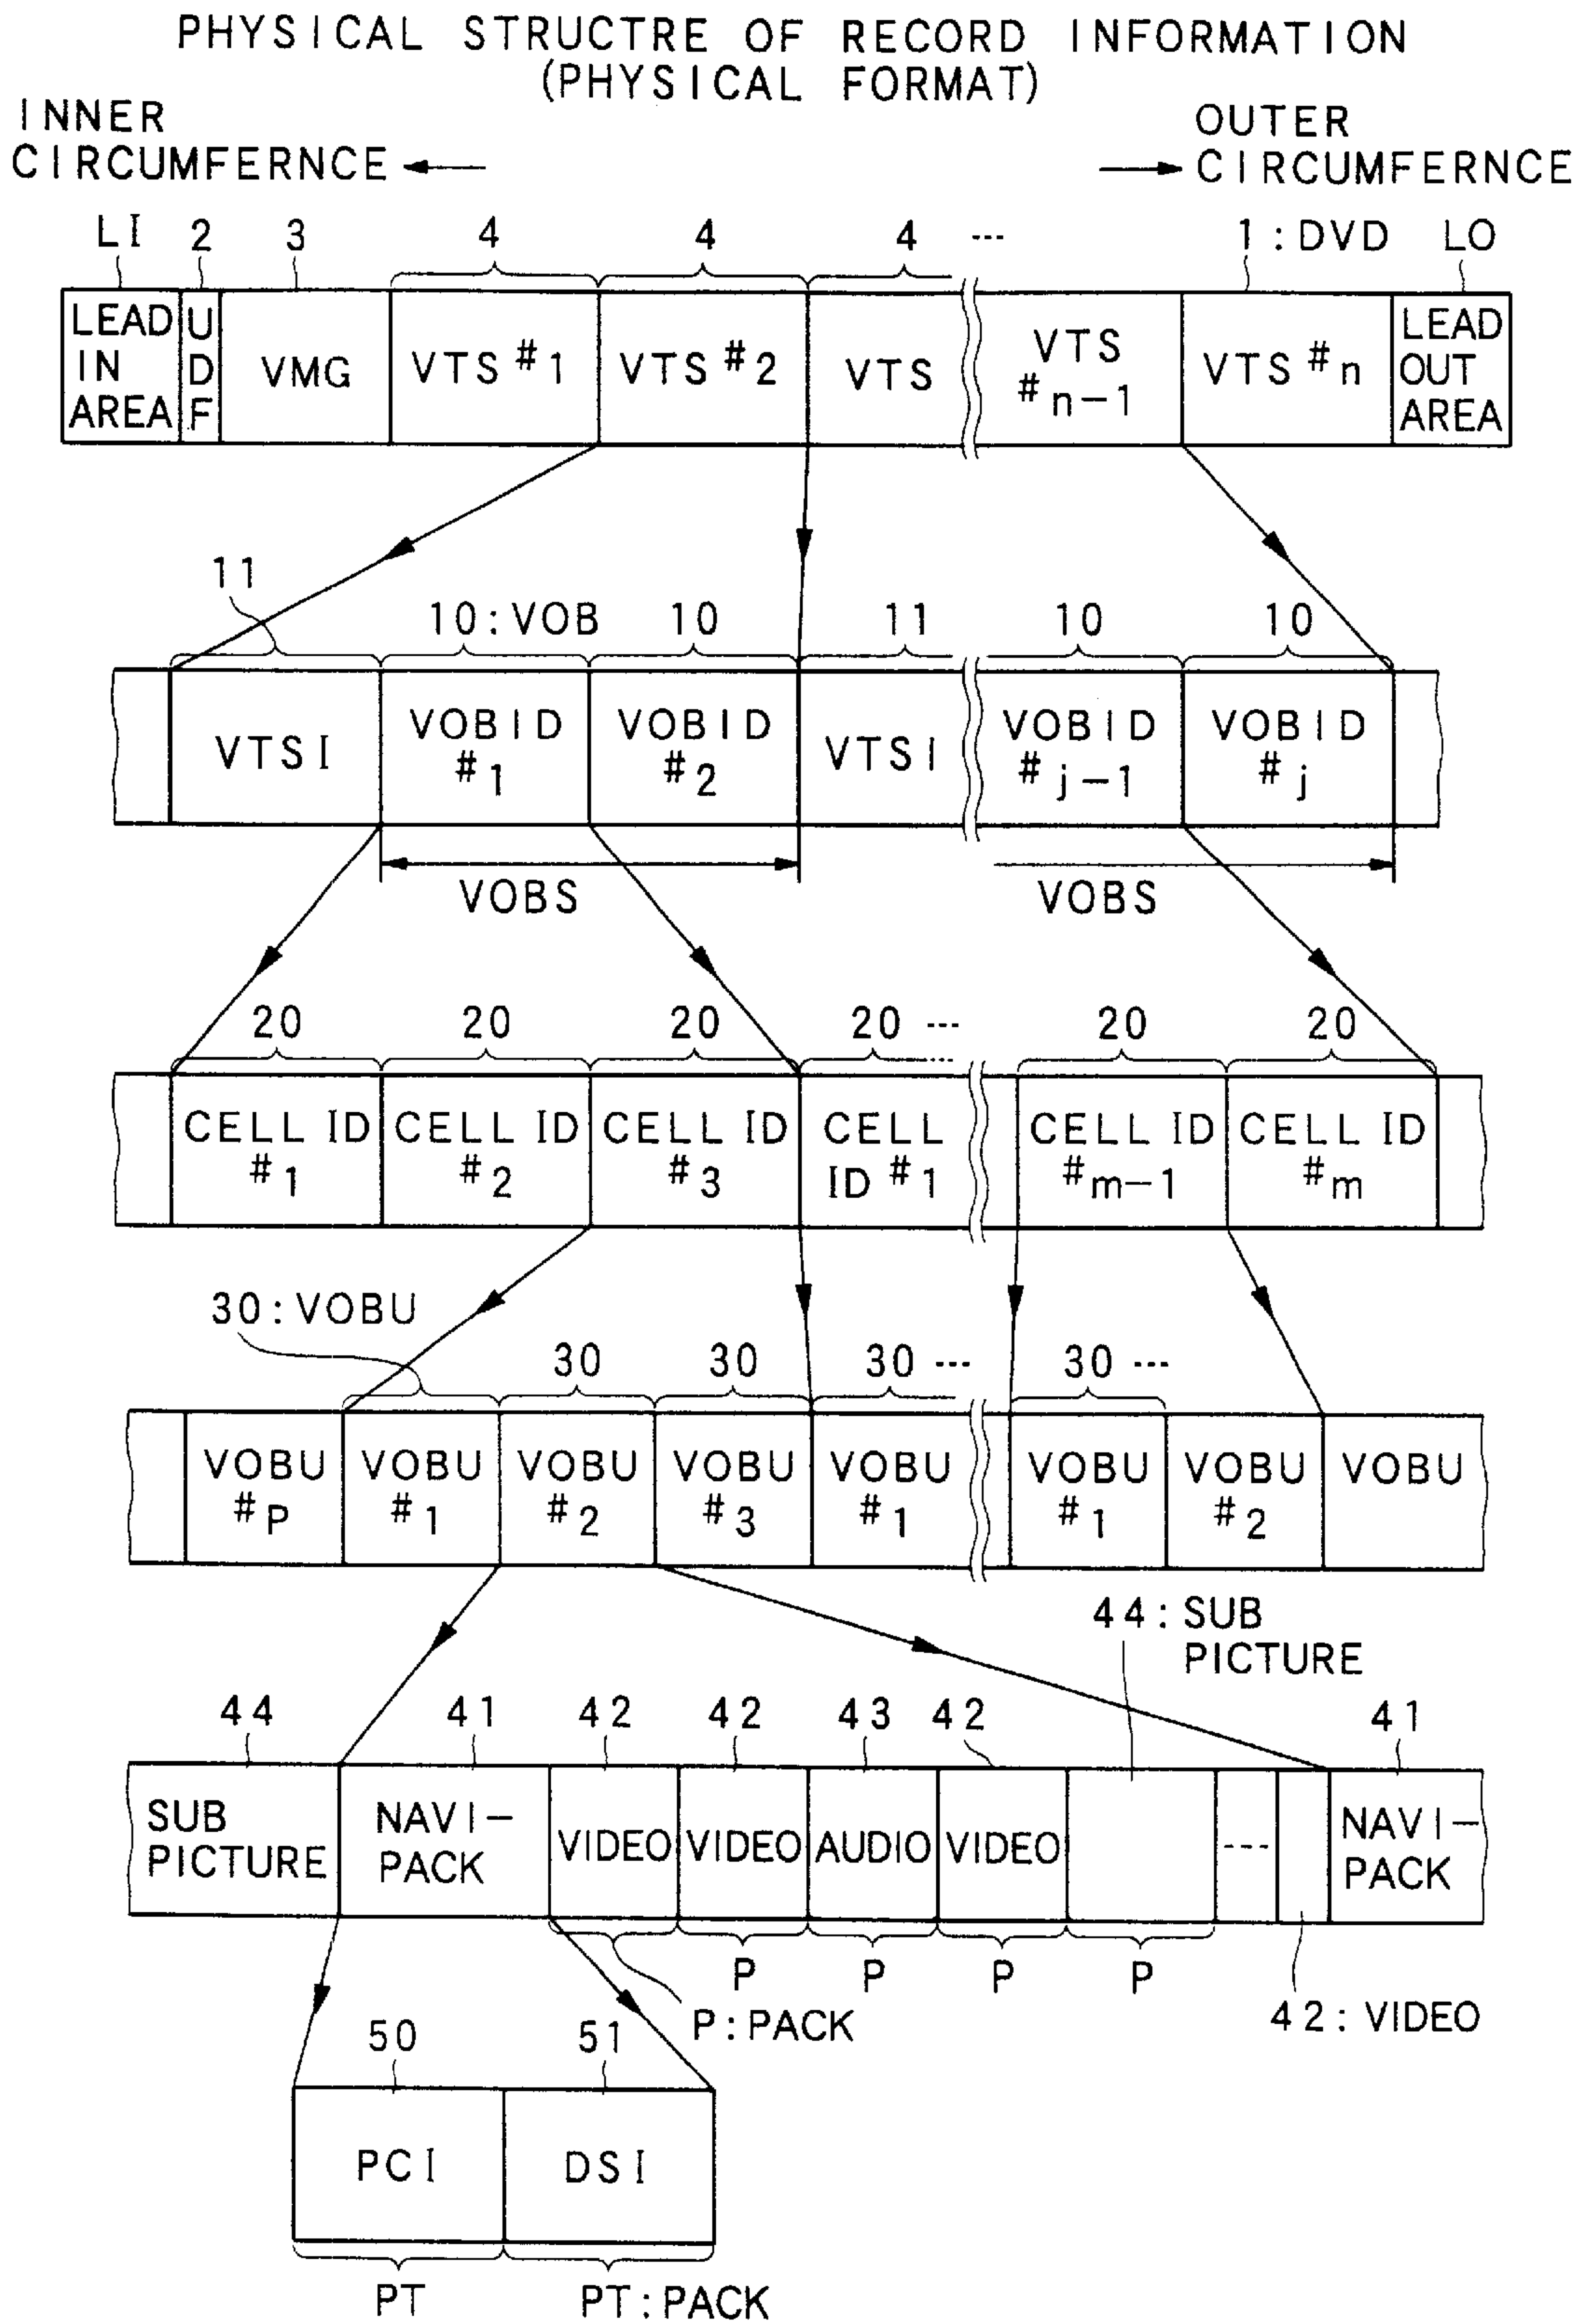 PHYSICAL STRUCTRE OF RECORD INFORMATION
(PHYSICAL FORMAT)
INNER
CIRCUMFERNCE
OUTER
CIRCUMFERNCE
LI 2 3 4 4 4 --- 1 : DVD LO
LEAD IN AREA
UDF
VMG
VTS #1
VTS #2
VTS
VTS #n-1
VTS #n
LEAD OUT AREA
11
10 : VOB 10 11 10 10
VTSI
VOBID #1
VOBID #2
VTSI
VOBID #j-1
VOBID #j
VOBS
VOBS
20 20 20 20 --- 20 20
CELL ID #1
CELL ID #2
CELL ID #3
CELL ID #1
CELL ID #m-1
CELL ID #m
30 : VOBU
30 30 30 --- 30 ---
VOBU #P
VOBU #1
VOBU #2
VOBU #3
VOBU #1
VOBU #1
VOBU #2
VOBU
44 : SUB
PICTURE
44 41 42 42 43 42 41
SUB PICTURE
NAVI-PACK
VIDEO
VIDEO
AUDIO
VIDEO
----
NAVI-PACK
P P P P
P : PACK
42 : VIDEO
50 51
PCI
DSI
PT
PT : PACK